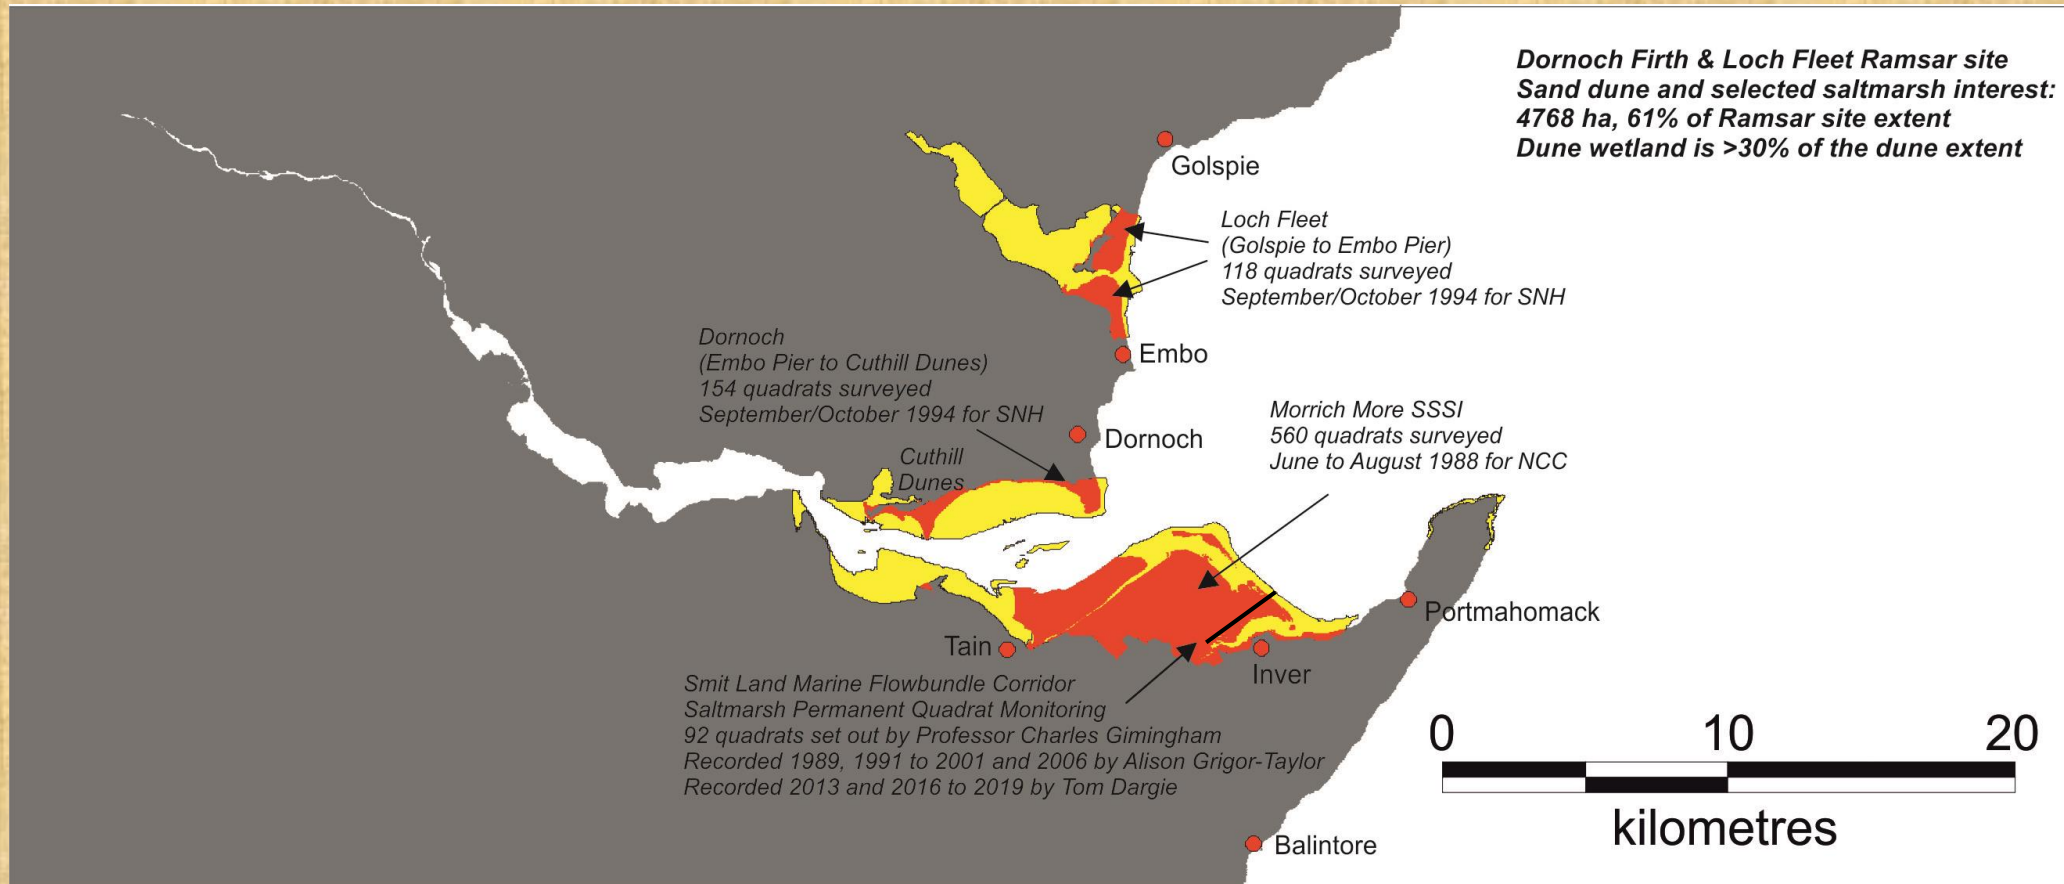 Dornoch Firth & Loch Fleet Ramsar site
Sand dune and selected saltmarsh interest:
4768 ha, 61% of Ramsar site extent
Dune wetland is >30% of the dune extent
Golspie
Loch Fleet
(Golspie to Embo Pier)
118 quadrats surveyed
September/October 1994 for SNH
Dornoch
(Embo Pier to Cuthill Dunes)
154 quadrats surveyed
September/October 1994 for SNH
Embo
Morrich More SSSI
560 quadrats surveyed
June to August 1988 for NCC
Dornoch
Cuthill
Dunes
Portmahomack
Tain
Inver
Smit Land Marine Flowbundle Corridor
Saltmarsh Permanent Quadrat Monitoring
92 quadrats set out by Professor Charles Gimingham
Recorded 1989, 1991 to 2001 and 2006 by Alison Grigor-Taylor
Recorded 2013 and 2016 to 2019 by Tom Dargie
0 10 20
kilometres
Balintore